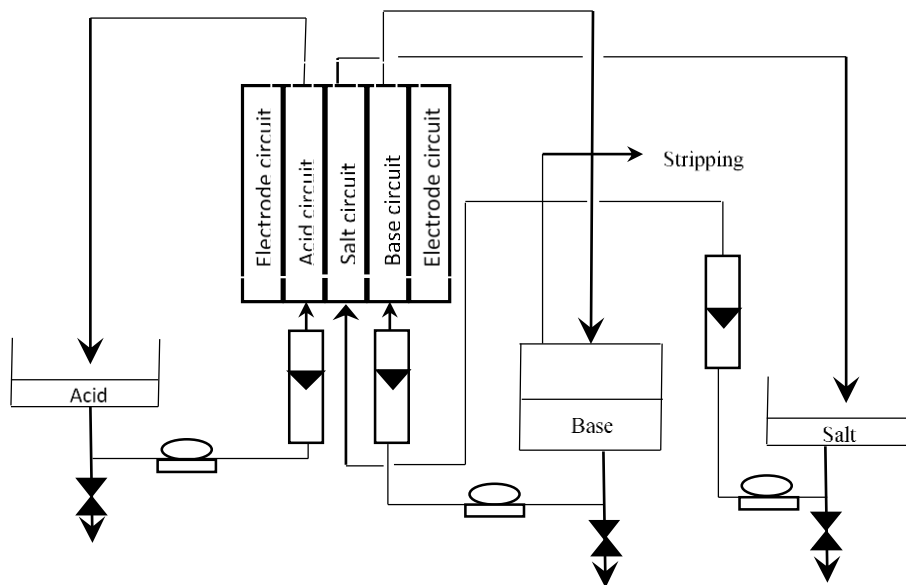 Electrode circuit
Acid circuit
Salt circuit
Base circuit
Electrode circuit
Stripping
Acid
Base
Salt